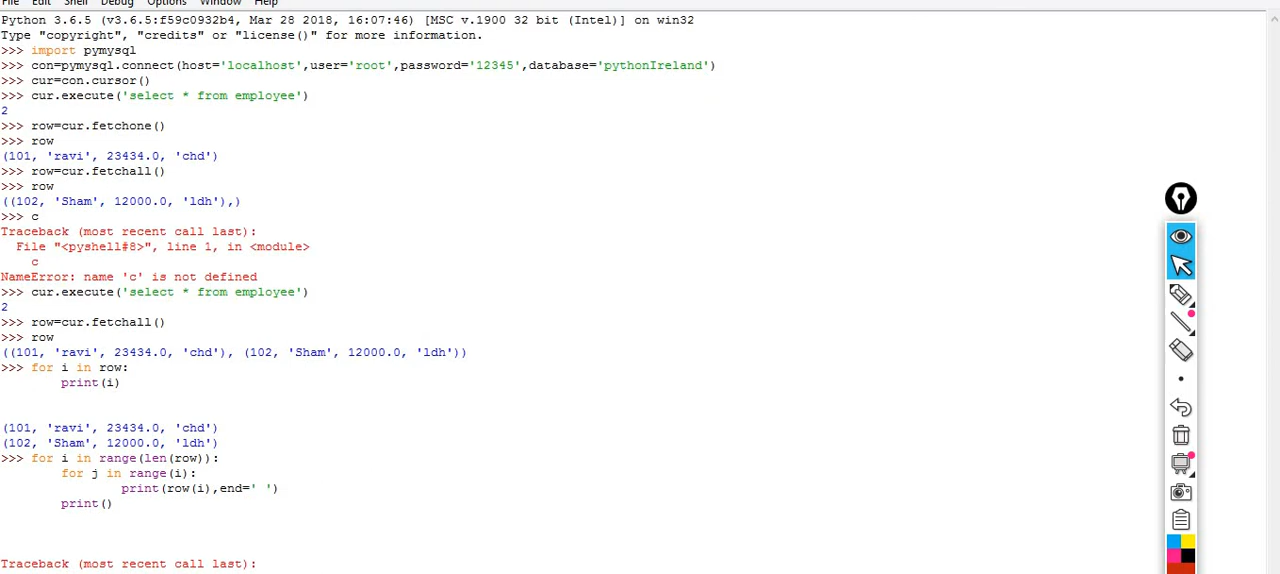 File Edit Shell Debug Options Window Help
Python 3.6.5 (v3.6.5:f59c0932b4, Mar 28 2018, 16:07:46) [MSC v.1900 32 bit (Intel)] on win32
Type "copyright", "credits" or "license()" for more information.
>>> import pymysql
>>> con=pymysql.connect(host='localhost',user='root',password='12345',database='pythonIreland')
>>> cur=con.cursor()
>>> cur.execute('select * from employee')
2
>>> row=cur.fetchone()
>>> row
(101, 'ravi', 23434.0, 'chd')
>>> row=cur.fetchall()
>>> row
((102, 'Sham', 12000.0, 'ldh'),)
>>> c
Traceback (most recent call last):
  File "<pyshell#8>", line 1, in <module>
    c
NameError: name 'c' is not defined
>>> cur.execute('select * from employee')
2
>>> row=cur.fetchall()
>>> row
((101, 'ravi', 23434.0, 'chd'), (102, 'Sham', 12000.0, 'ldh'))
>>> for i in row:
        print(i)
(101, 'ravi', 23434.0, 'chd')
(102, 'Sham', 12000.0, 'ldh')
>>> for i in range(len(row)):
        for j in range(i):
                print(row(i),end=' ')
        print()
Traceback (most recent call last):